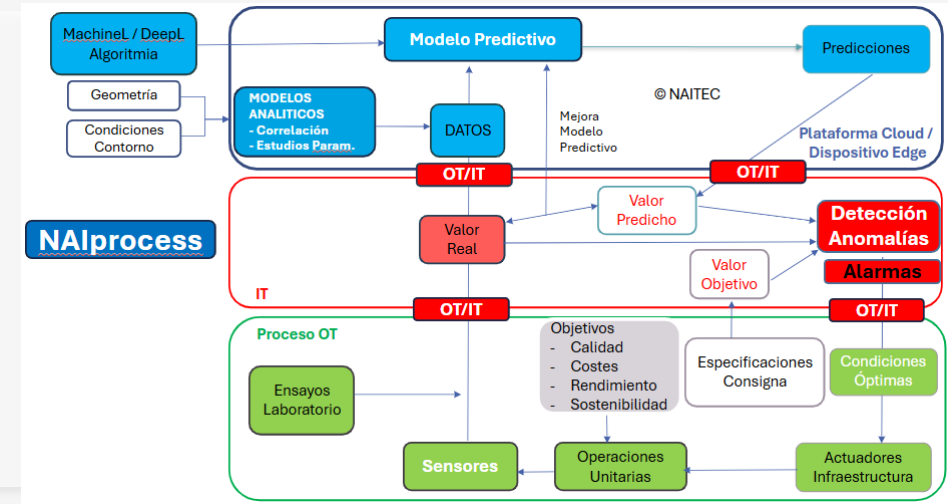 MachineL / DeepL
Algoritmia
Modelo Predictivo
Predicciones
Geometría
Condiciones
Contorno
MODELOS
ANALITICOS
- Correlación
- Estudios Param.
DATOS
Mejora
Modelo
Predictivo
© NAITEC
Plataforma Cloud /
Dispositivo Edge
OT/IT
OT/IT
NAIprocess
Valor
Real
Valor
Predicho
Detección
Anomalías
Valor
Objetivo
Alarmas
IT
OT/IT
OT/IT
Proceso OT
Objetivos
- Calidad
- Costes
- Rendimiento
- Sostenibilidad
Especificaciones
Consigna
Condiciones
Óptimas
Ensayos
Laboratorio
Sensores
Operaciones
Unitarias
Actuadores
Infraestructura